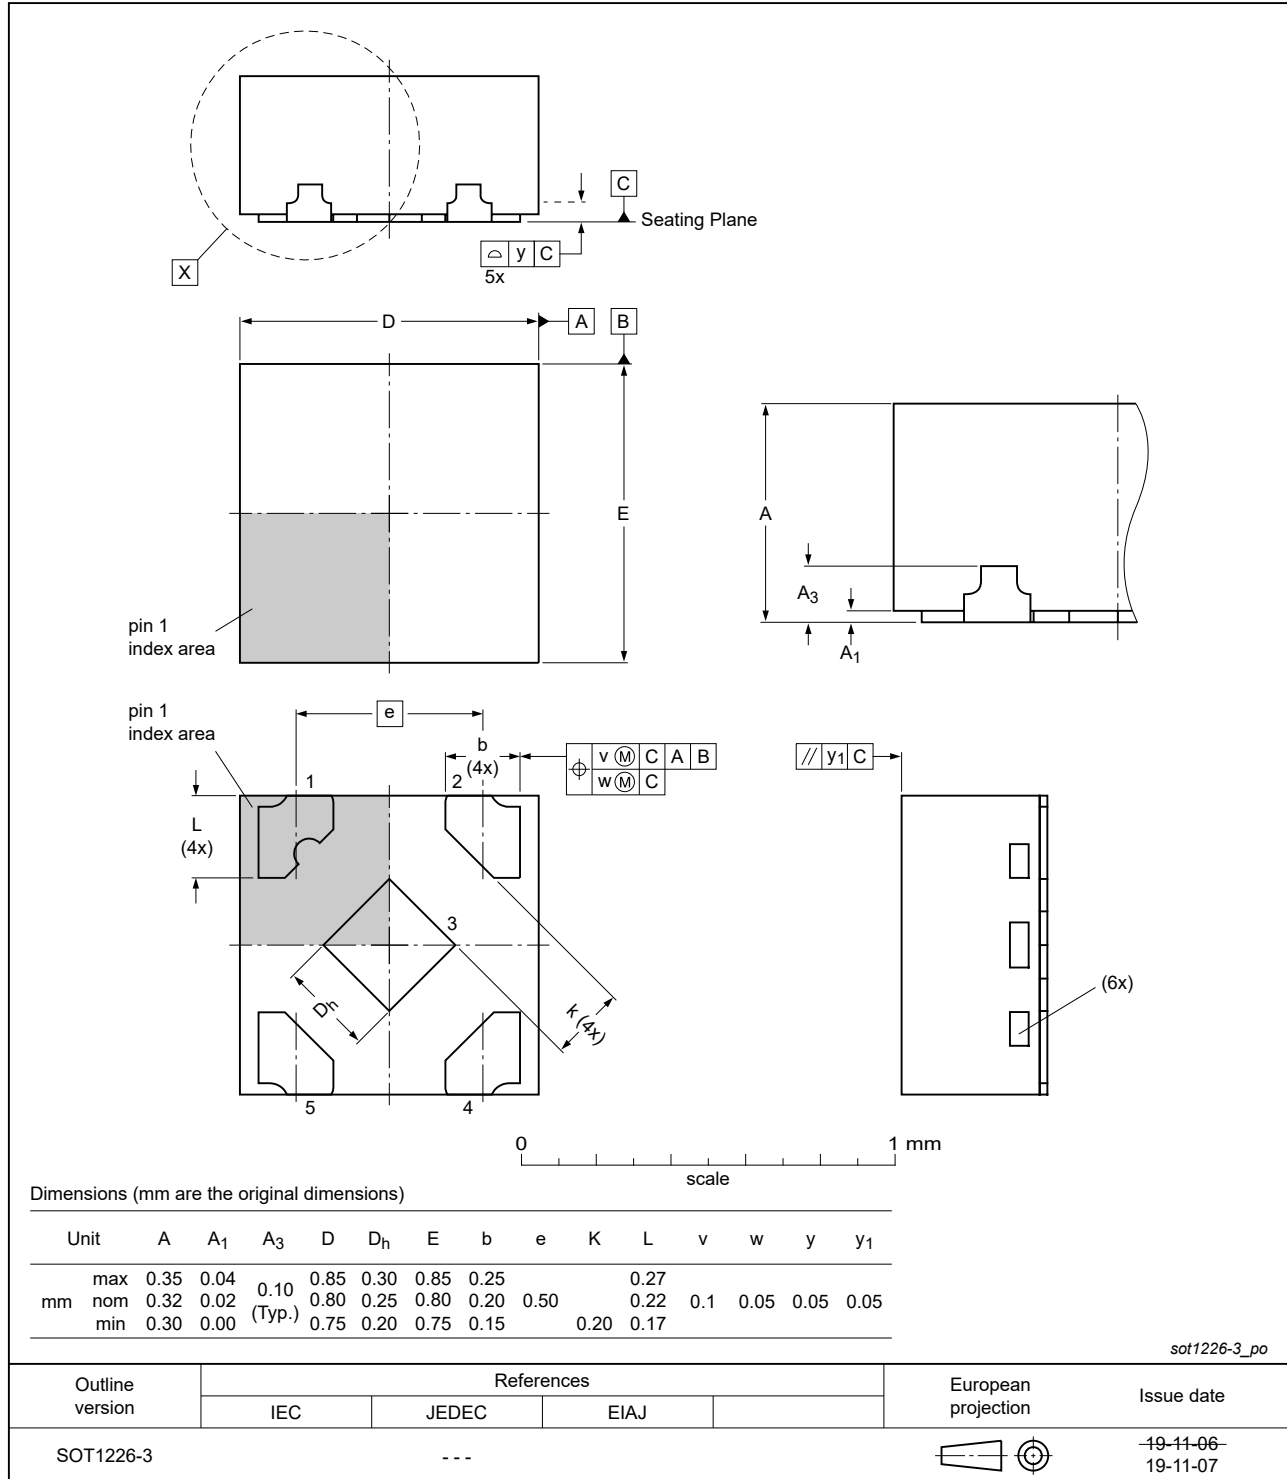 C
Seating Plane
⌓ y C
5x
X
D
A
B
E
pin 1
index area
A
A3
A1
pin 1
index area
e
b
(4x)
v Ⓜ C A B
w Ⓜ C
// y1 C
1
2
L
(4x)
3
Dh
k (4x)
(6x)
5
4
0 1 mm
scale
Dimensions (mm are the original dimensions)
Unit A A1 A3 D Dh E b e K L v w y y1
mm max 0.35 0.04 0.10 (Typ.) 0.85 0.30 0.85 0.25 0.27
nom 0.32 0.02 0.80 0.25 0.80 0.20 0.50 0.22 0.1 0.05 0.05 0.05
min 0.30 0.00 0.75 0.20 0.75 0.15 0.20 0.17
sot1226-3_po
Outline version
References
European projection
Issue date
IEC JEDEC EIAJ
SOT1226-3
- - -
19-11-06
19-11-07